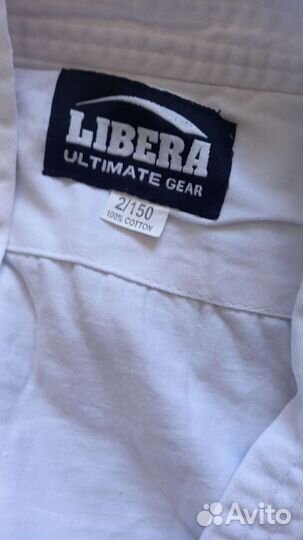 LIBERA
ULTIMATE GEAR
2/150
100% COTTON
Avito